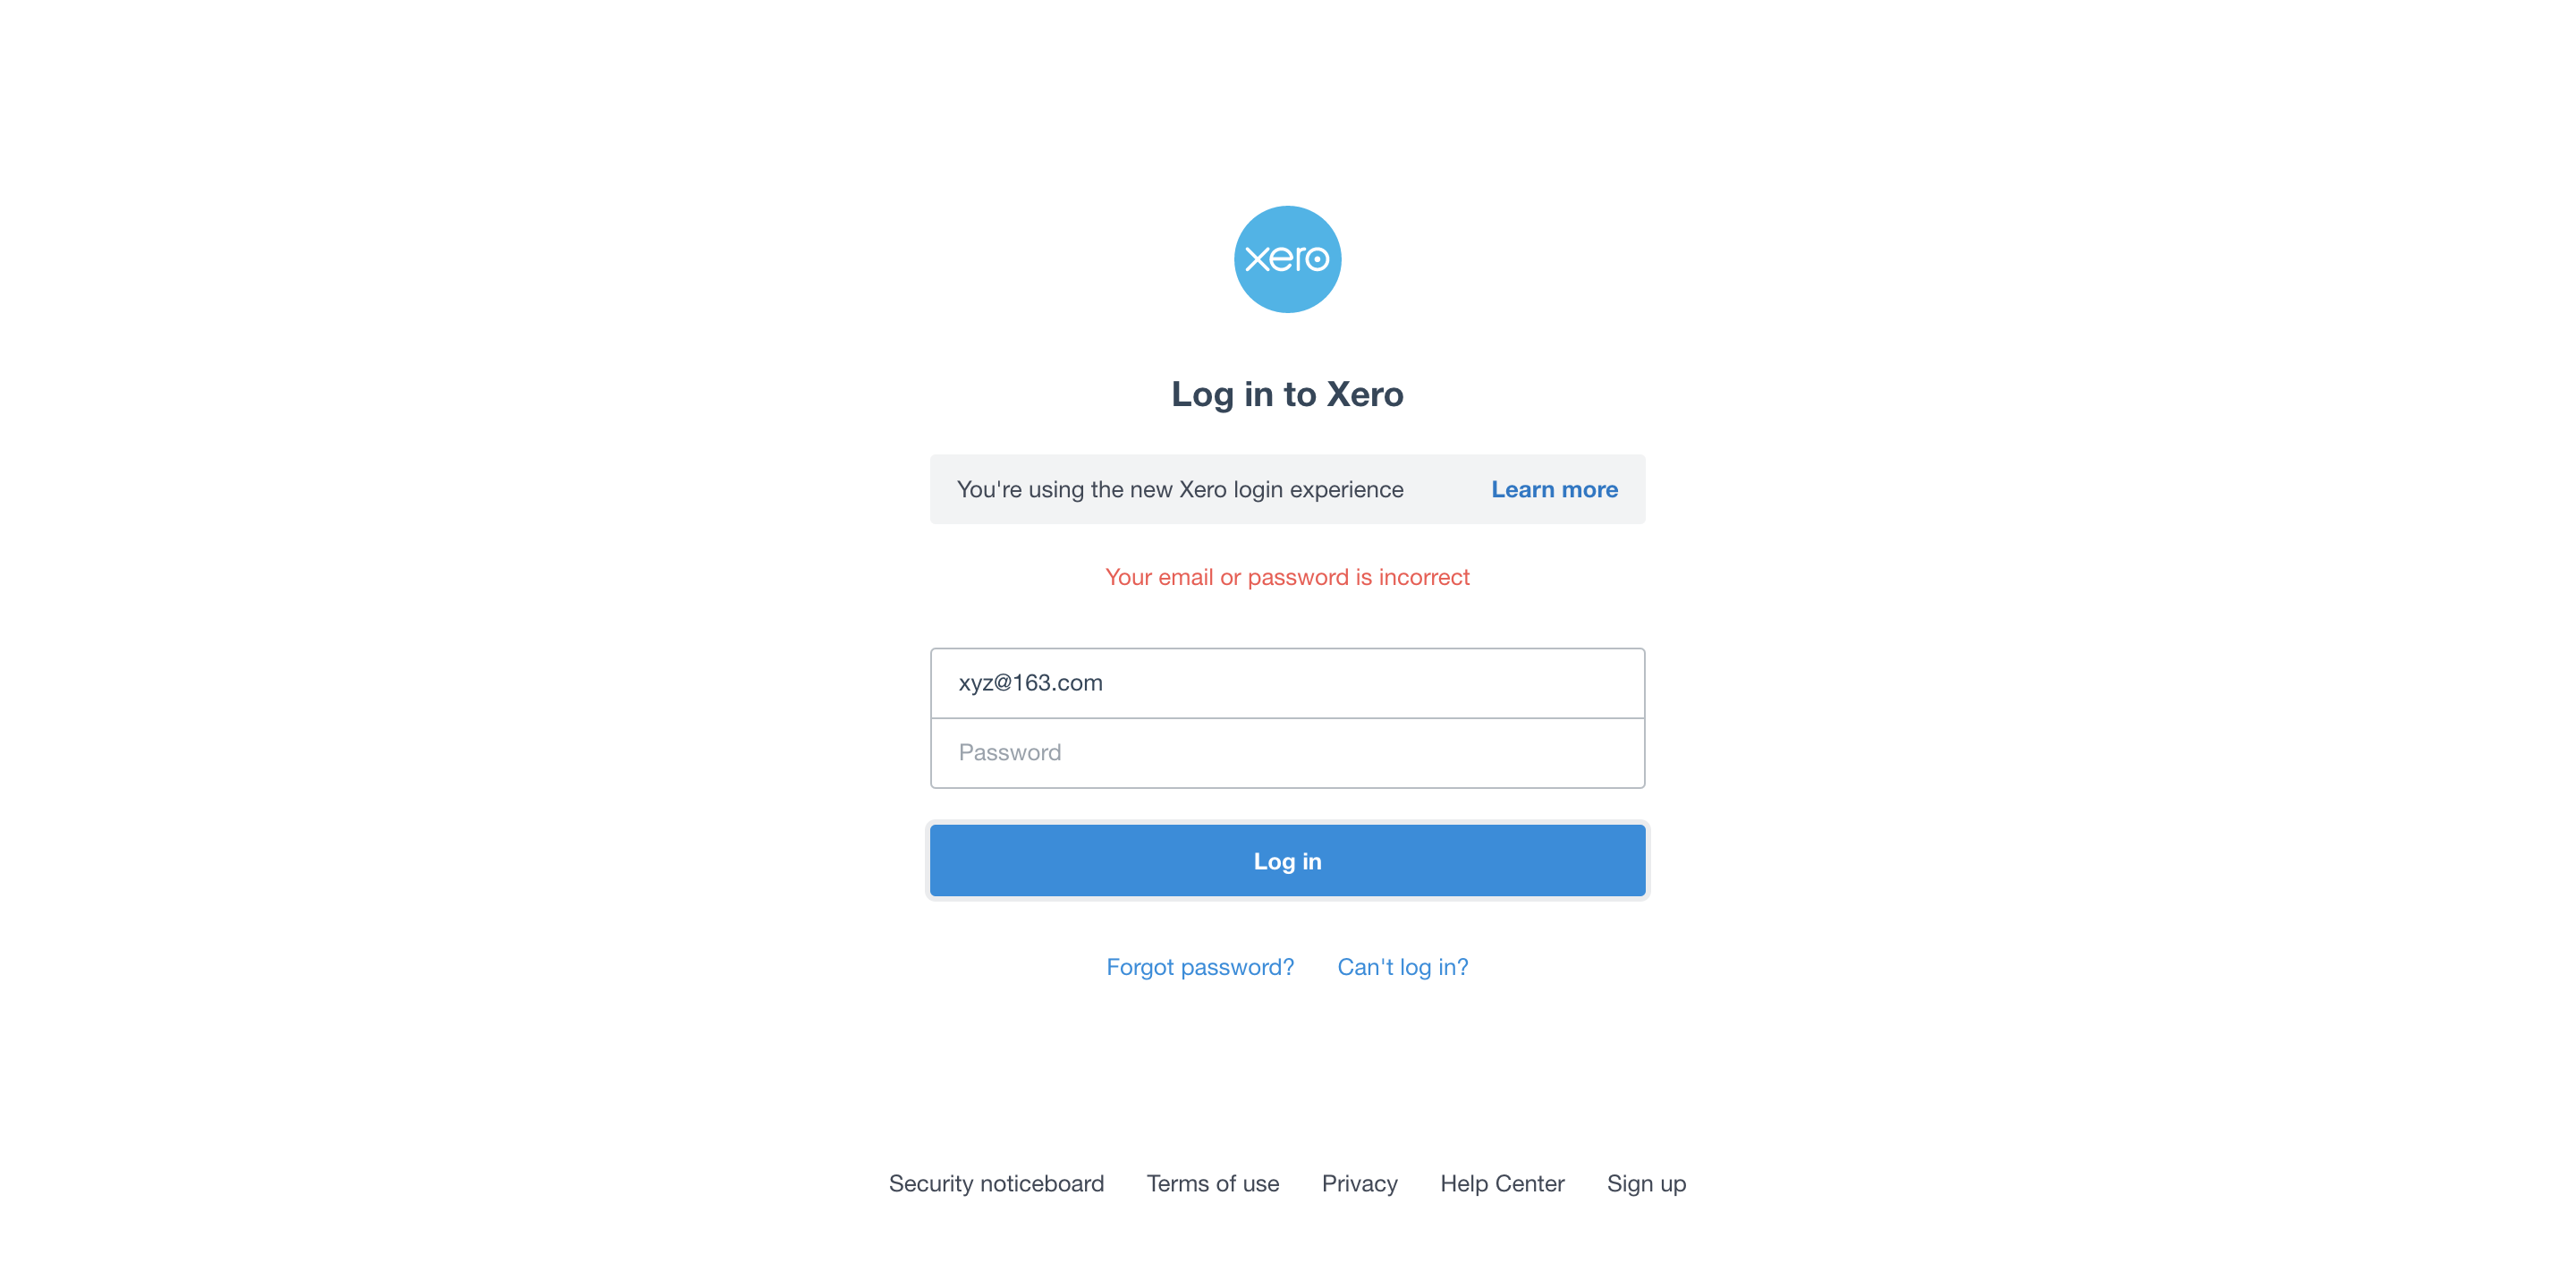 xero
Log in to Xero
You're using the new Xero login experience Learn more
Your email or password is incorrect
xyz@163.com
Password
Log in
Forgot password? Can't log in?
Security noticeboard Terms of use Privacy Help Center Sign up